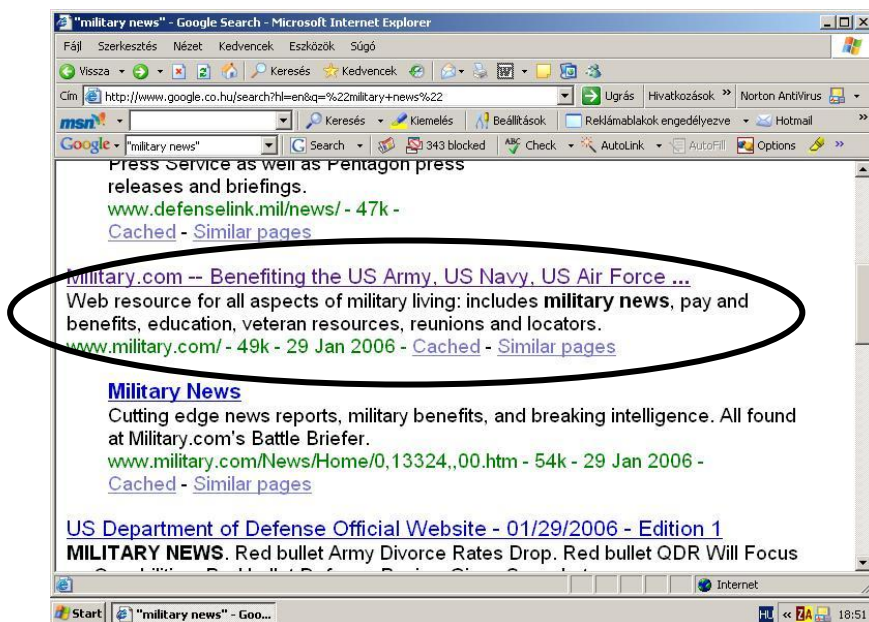 "military news" - Google Search - Microsoft Internet Explorer
Fájl Szerkesztés Nézet Kedvencek Eszközök Súgó
Vissza Keresés Kedvencek
Cím http://www.google.co.hu/search?hl=en&q=%22military+news%22 Ugrás Hivatkozások » Norton AntiVirus
msn Keresés Kiemelés Beállítások Reklámablakok engedélyezve Hotmail »
Google "military news" Search 343 blocked ABC Check AutoLink AutoFill Options »
Press Service as well as Pentagon press
releases and briefings.
www.defenselink.mil/news/ - 47k -
Cached - Similar pages
Military.com -- Benefiting the US Army, US Navy, US Air Force ...
Web resource for all aspects of military living: includes military news, pay and
benefits, education, veteran resources, reunions and locators.
www.military.com/ - 49k - 29 Jan 2006 - Cached - Similar pages
Military News
Cutting edge news reports, military benefits, and breaking intelligence. All found
at Military.com's Battle Briefer.
www.military.com/News/Home/0,13324,,00.htm - 54k - 29 Jan 2006 -
Cached - Similar pages
US Department of Defense Official Website - 01/29/2006 - Edition 1
MILITARY NEWS. Red bullet Army Divorce Rates Drop. Red bullet QDR Will Focus
Internet
Start "military news" - Goo... HU « ZA 18:51